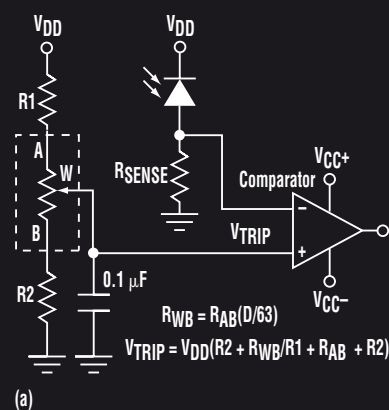 VDD
VDD
R1
A
W
B
RSENSE
Comparator
VCC+
−
+
VTRIP
VCC−
R2
0.1 μF
RWB = RAB(D/63)
VTRIP = VDD(R2 + RWB/R1 + RAB + R2)
(a)